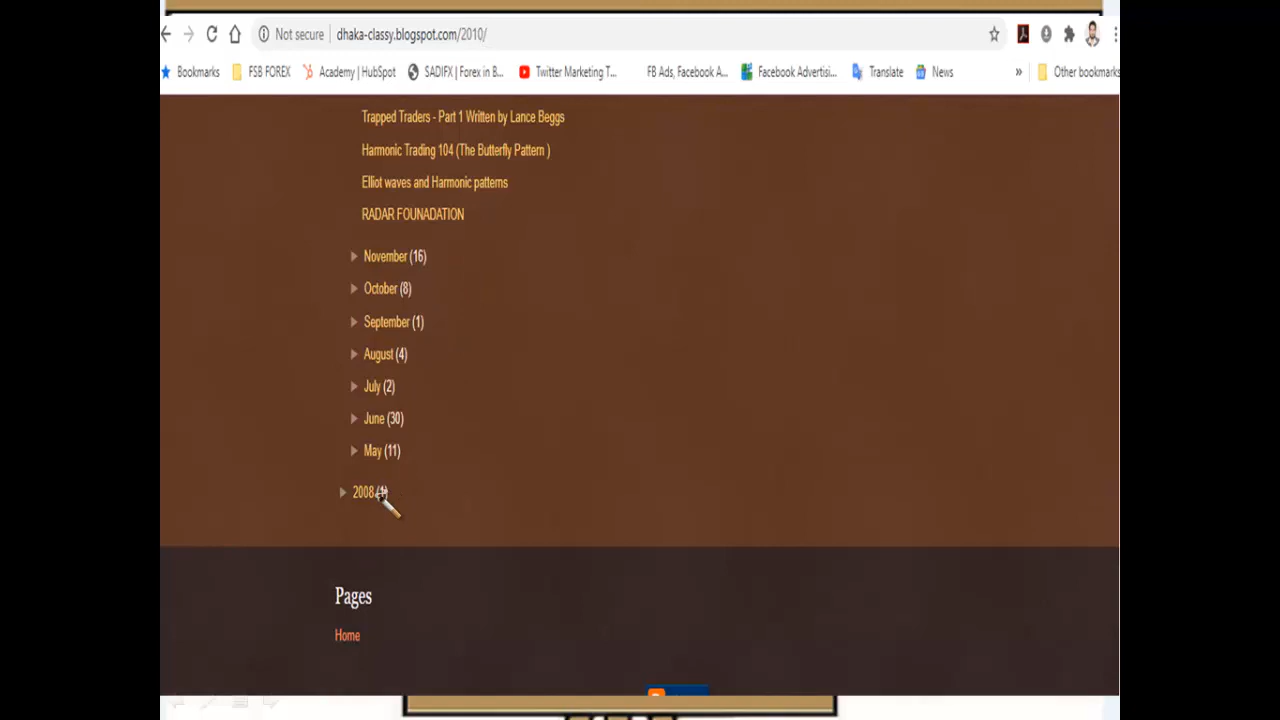 Not secure
dhaka-classy.blogspot.com/2010/
Bookmarks
FSB FOREX
Academy | HubSpot
SADIFX | Forex in B...
Twitter Marketing T...
FB Ads, Facebook A...
Facebook Advertisi...
Translate
News
»
Other bookmarks
Trapped Traders - Part 1 Written by Lance Beggs
Harmonic Trading 104 (The Butterfly Pattern )
Elliot waves and Harmonic patterns
RADAR FOUNADATION
November (16)
October (8)
September (1)
August (4)
July (2)
June (30)
May (11)
2008 (1)
Pages
Home